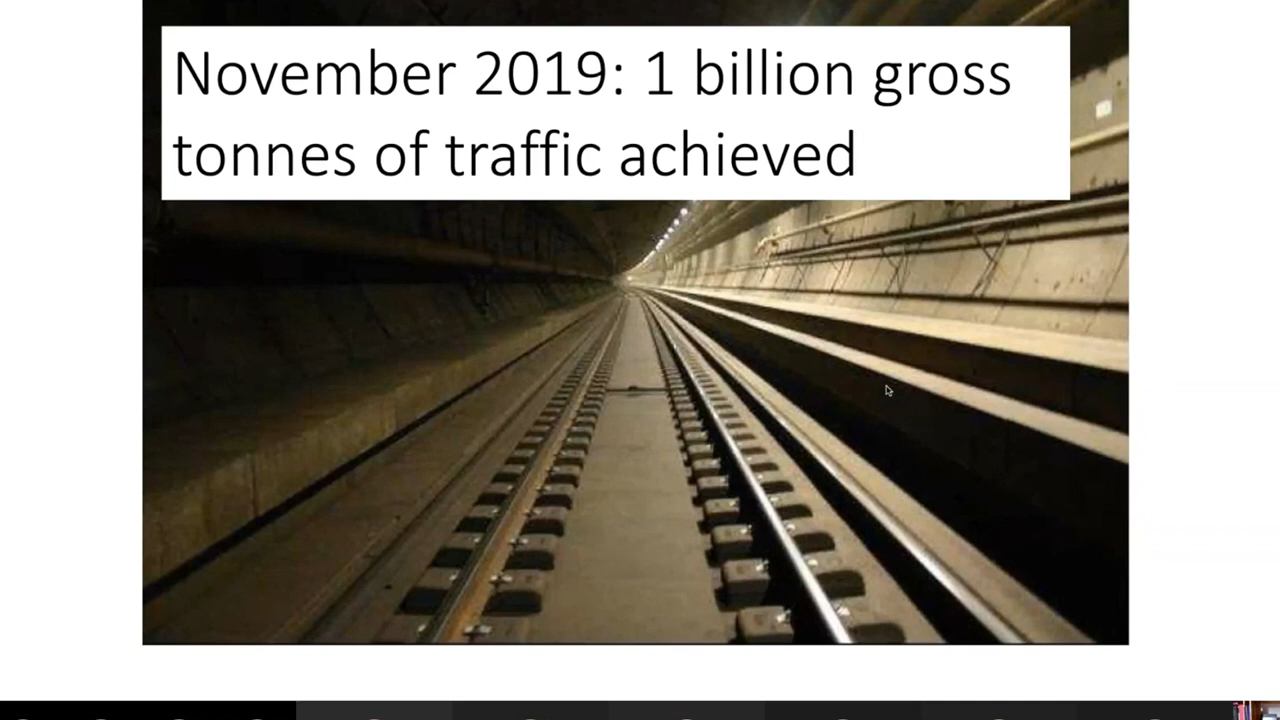 November 2019: 1 billion gross
tonnes of traffic achieved